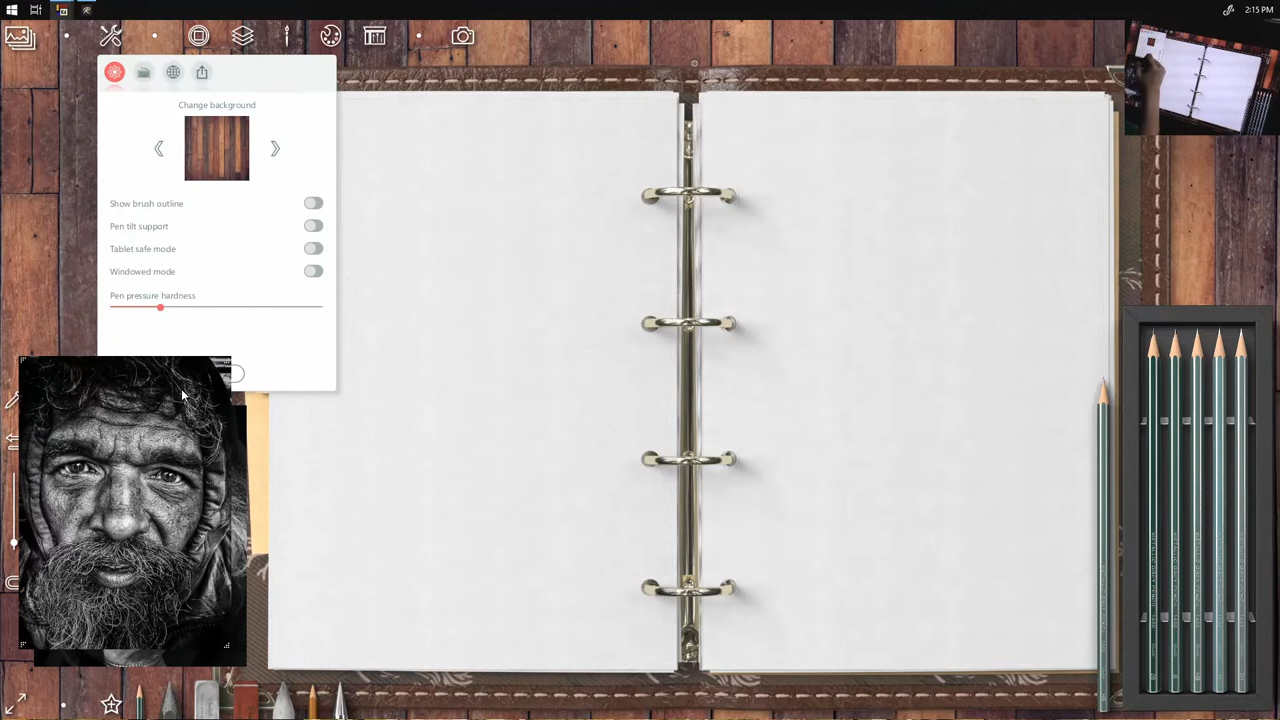 2:15 PM
Change background
Show brush outline
Pen tilt support
Tablet safe mode
Windowed mode
Pen pressure hardness